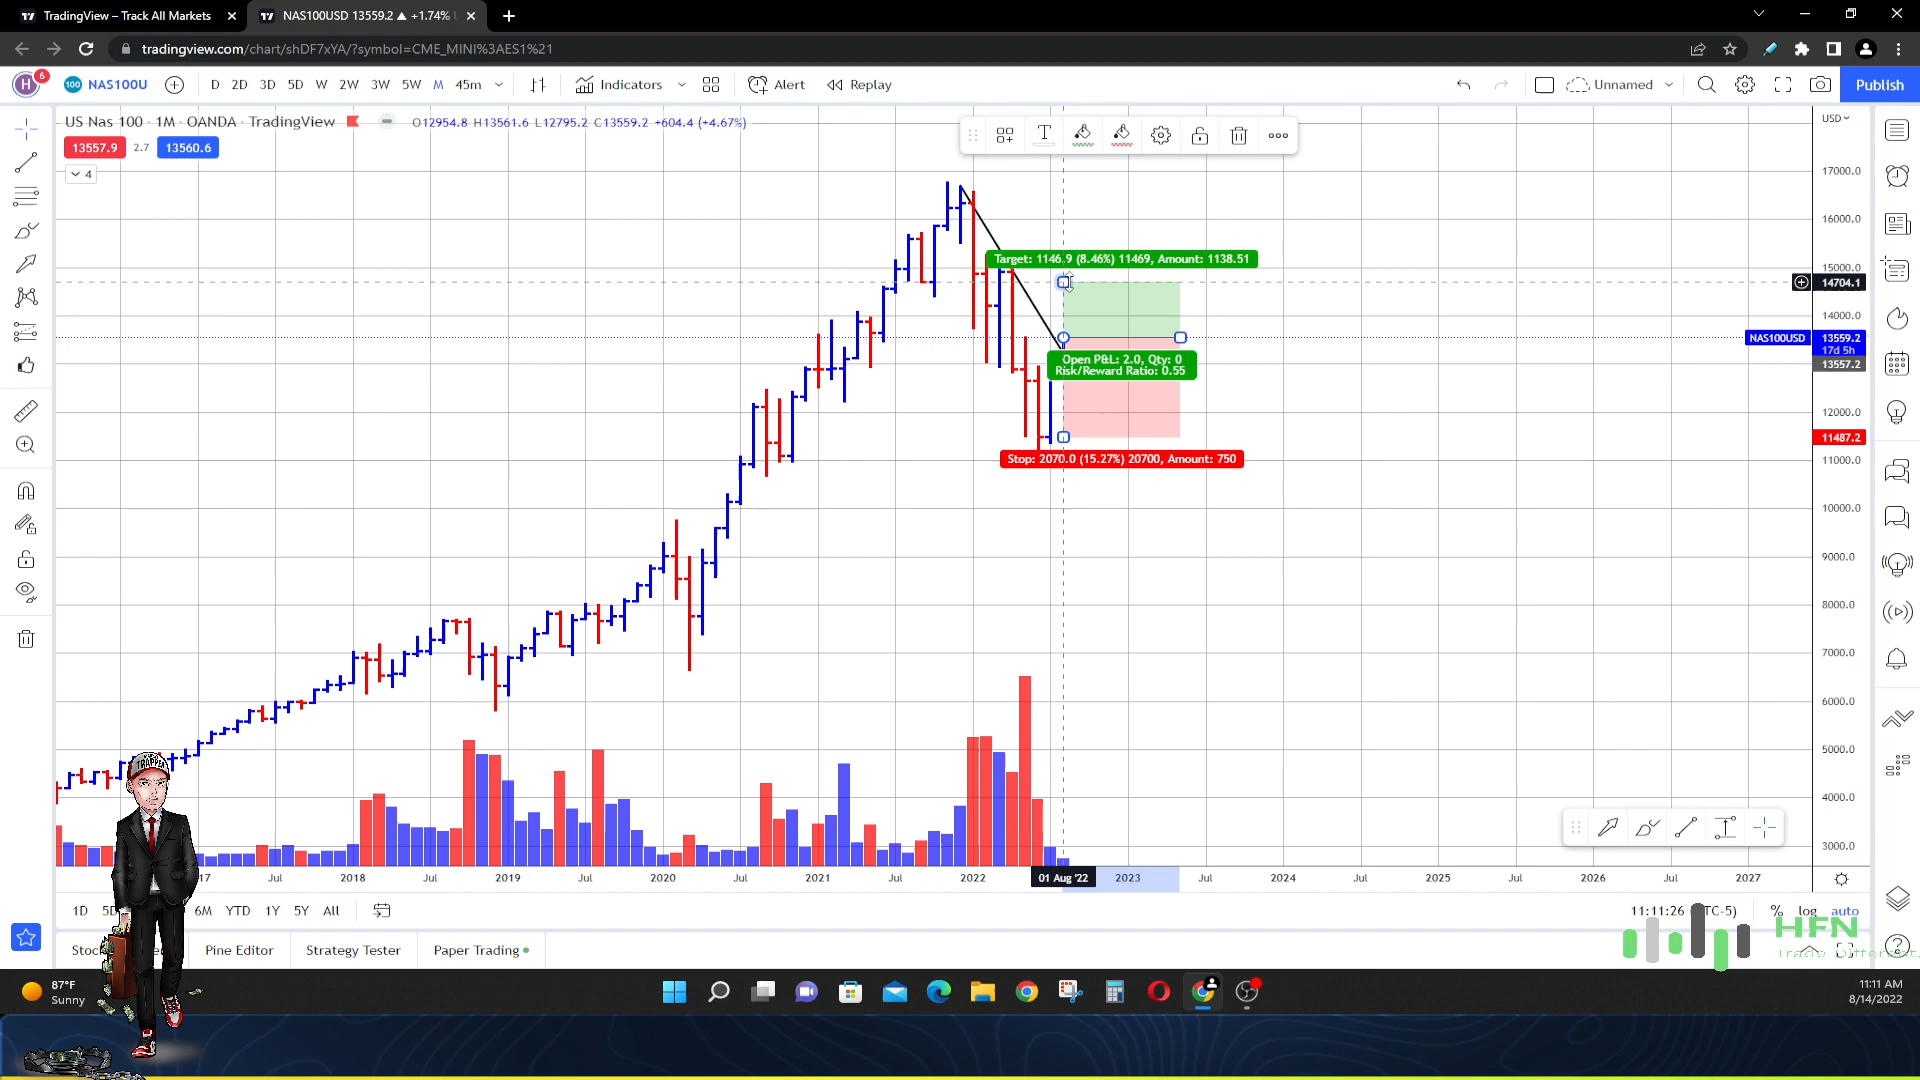 TradingView – Track All Markets
NAS100USD 13559.2 ▲ +1.74%
tradingview.com/chart/shDF7xYA/?symbol=CME_MINI%3AES1%21
H 6
100 NAS100U
D 2D 3D 5D W 2W 3W 5W M 45m
Indicators
Alert
Replay
Unnamed
Publish
US Nas 100 · 1M · OANDA · TradingView
O12954.8 H13561.6 L12795.2 C13559.2 +604.4 (+4.67%)
13557.9 2.7 13560.6
4
USD
17000.0
16000.0
Target: 1146.9 (8.46%) 11469, Amount: 1138.51
15000.0
14704.1
14000.0
NAS100USD 13559.2
17d 5h
13557.2
Open P&L: 2.0, Qty: 0
Risk/Reward Ratio: 0.55
12000.0
11487.2
Stop: 2070.0 (15.27%) 20700, Amount: 750
11000.0
10000.0
9000.0
8000.0
7000.0
6000.0
5000.0
4000.0
3000.0
TRAPPER
17 Jul 2018 Jul 2019 Jul 2020 Jul 2021 Jul 2022 01 Aug '22 2023 Jul 2024 Jul 2025 Jul 2026 Jul 2027
1D 6M YTD 1Y 5Y All
11:11:26 TC-5) % log auto
HFN
Trade Different.
Pine Editor Strategy Tester Paper Trading
87°F
Sunny
11:11 AM
8/14/2022